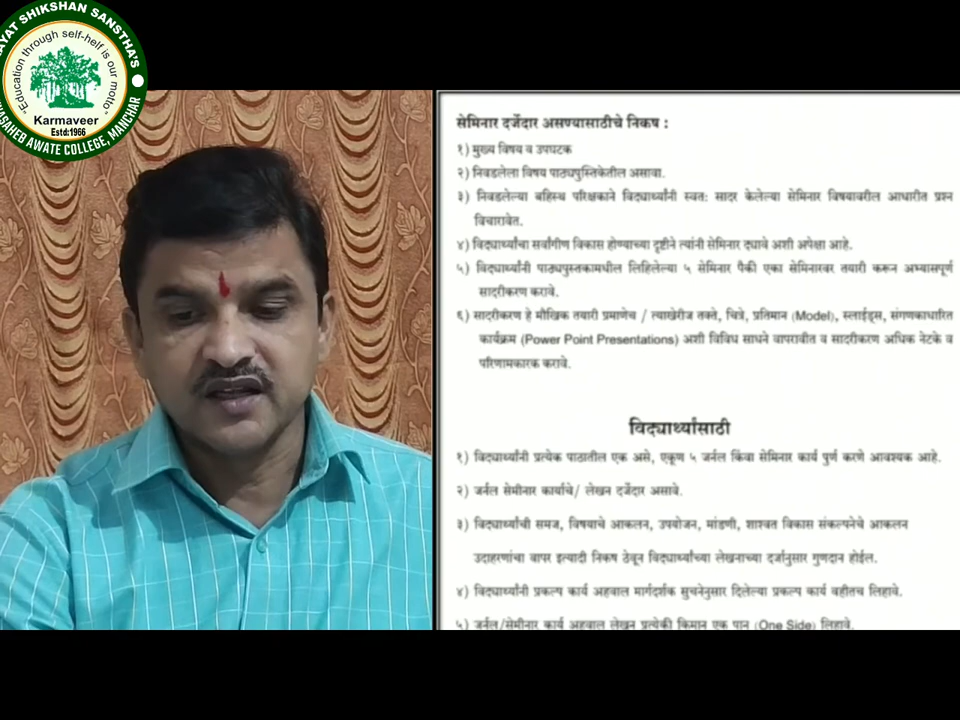 RAYAT SHIKSHAN SANSTHA'S
"Education through self-helf is our motto"
Karmaveer
Estd:1966
ANNASAHEB AWATE COLLEGE, MANCHAR
सेमिनार दर्जेदार असण्यासाठीचे निकष :
१) मुख्य विषय व उपघटक
२) निवडलेला विषय पाठ्यपुस्तिकेतील असावा.
३) निवडलेल्या बहिस्थ परिक्षकाने विद्यार्थ्यांनी स्वत: सादर केलेल्या सेमिनार विषयावरील आधारीत प्रश्न
विचारावेत.
४) विद्यार्थ्यांचा सर्वांगीण विकास होण्याच्या दृष्टीने त्यांनी सेमिनार द्यावे अशी अपेक्षा आहे.
५) विद्यार्थ्यांनी पाठ्यपुस्तकामधील लिहिलेल्या ५ सेमिनार पैकी एका सेमिनारवर तयारी करून अभ्यासपूर्ण
सादरीकरण करावे.
६) सादरीकरण हे मौखिक तयारी प्रमाणेच / त्याखेरीज तक्ते, चित्रे, प्रतिमान (Model), स्लाईड्स, संगणकाधारित
कार्यक्रम (Power Point Presentations) अशी विविध साधने वापरावीत व सादरीकरण अधिक नेटके व
परिणामकारक करावे.
विद्यार्थ्यांसाठी
१) विद्यार्थ्यांनी प्रत्येक पाठातील एक असे, एकूण ५ जर्नल किंवा सेमिनार कार्य पुर्ण करणे आवश्यक आहे.
२) जर्नल सेमीनार कार्याचे/ लेखन दर्जेदार असावे.
३) विद्यार्थ्यांची समज, विषयाचे आकलन, उपयोजन, मांडणी, शाश्वत विकास संकल्पनेचे आकलन
उदाहरणांचा वापर इत्यादी निकष ठेवून विद्यार्थ्यांच्या लेखनाच्या दर्जानुसार गुणदान होईल.
४) विद्यार्थ्यांनी प्रकल्प कार्य अहवाल मार्गदर्शक सुचनेनुसार दिलेल्या प्रकल्प कार्य वहीतच लिहावे.
५) जर्नल/सेमीनार कार्य अहवाल लेखन प्रत्येकी किमान एक पान (One Side) लिहावे.